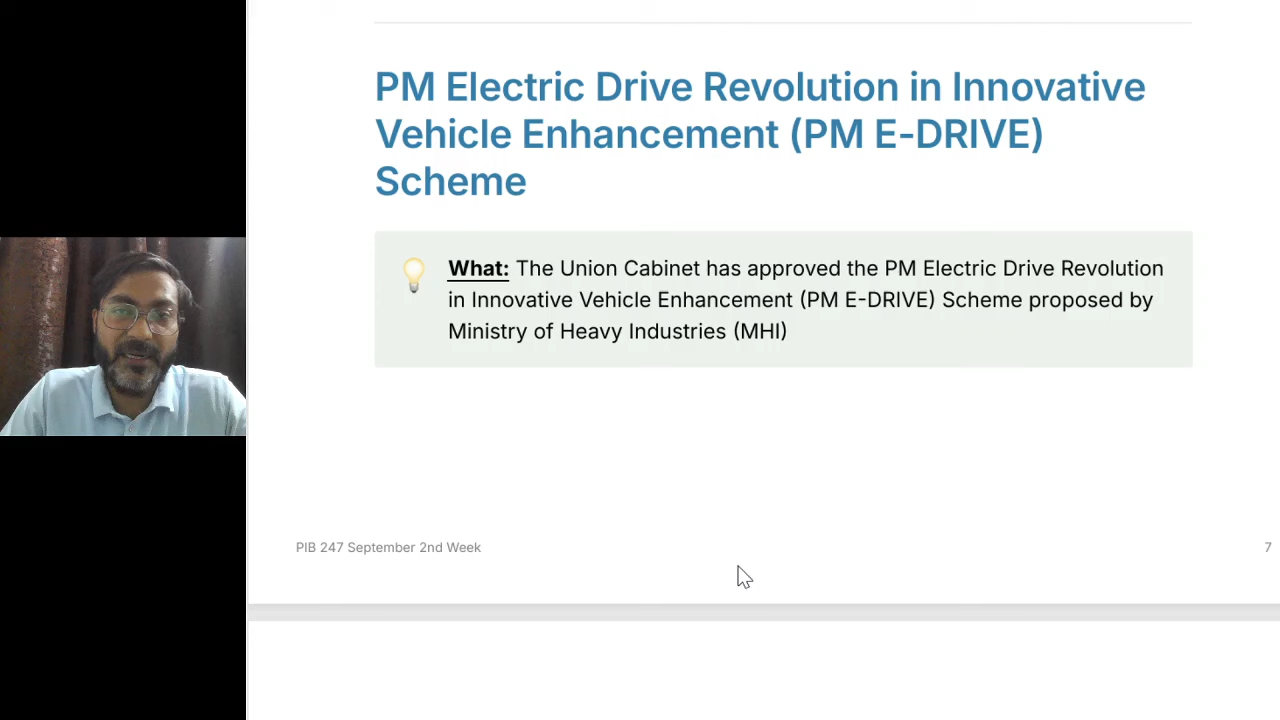 PM Electric Drive Revolution in Innovative
Vehicle Enhancement (PM E-DRIVE)
Scheme
What: The Union Cabinet has approved the PM Electric Drive Revolution
in Innovative Vehicle Enhancement (PM E-DRIVE) Scheme proposed by
Ministry of Heavy Industries (MHI)
PIB 247 September 2nd Week
7